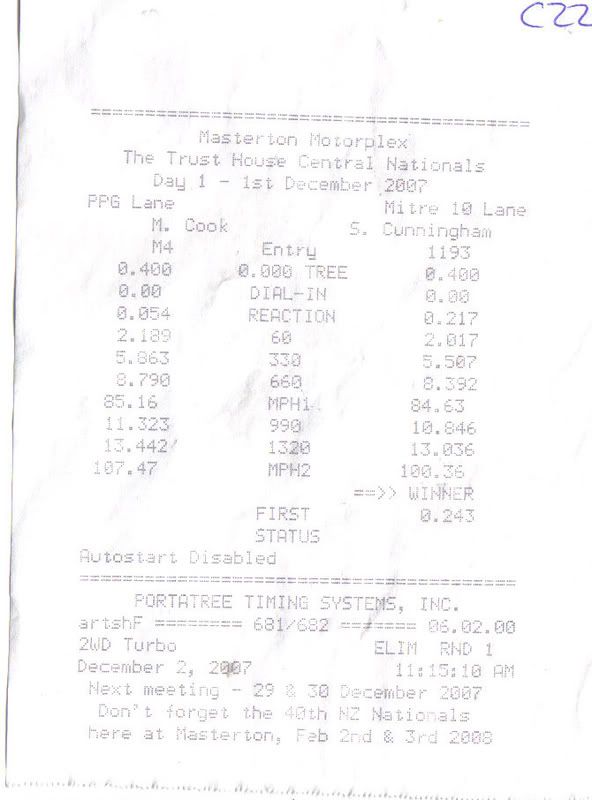 C22
========================================
Masterton Motorplex
The Trust House Central Nationals
Day 1 - 1st December 2007
PPG Lane Mitre 10 Lane
M. Cook S. Cunningham
M4 Entry 1193
0.400 0.000 TREE 0.400
0.00 DIAL-IN 0.00
0.054 REACTION 0.217
2.189 60 2.017
5.863 330 5.507
8.790 660 8.392
85.16 MPH1 84.63
11.323 990 10.846
13.442 1320 13.036
107.47 MPH2 100.36
==>> WINNER
FIRST 0.243
STATUS
Autostart Disabled
========================================
PORTATREE TIMING SYSTEMS, INC.
artshF ======== 681/682 ======= 06.02.00
2WD Turbo ELIM RND 1
December 2, 2007 11:15:10 AM
Next meeting - 29 & 30 December 2007
Don't forget the 40th NZ Nationals
here at Masterton, Feb 2nd & 3rd 2008